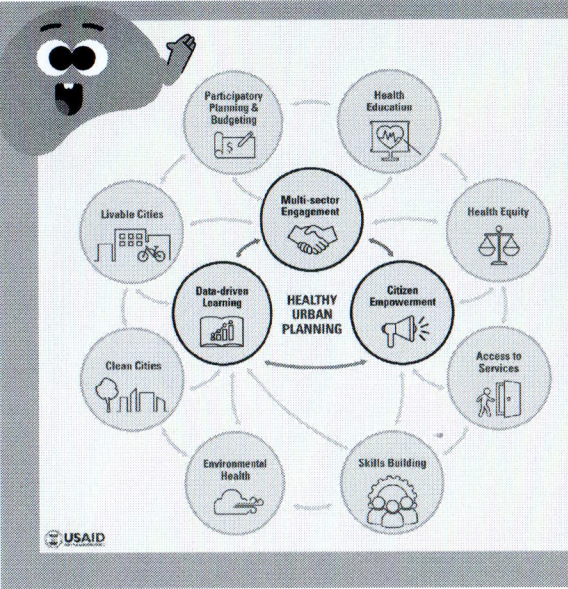 Participatory
Planning &
Budgeting
$
Health
Education
Multi-sector
Engagement
Livable Cities
Health Equity
Data-driven
Learning
HEALTHY
URBAN
PLANNING
Citizen
Empowerment
Clean Cities
Access to
Services
Environmental
Health
Skills Building
USAID